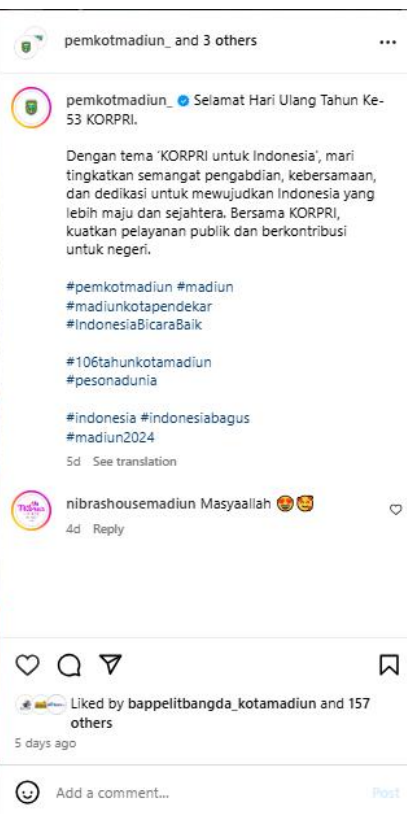 pemkotmadiun_ and 3 others
pemkotmadiun_ Selamat Hari Ulang Tahun Ke-
53 KORPRI.
Dengan tema 'KORPRI untuk Indonesia', mari
tingkatkan semangat pengabdian, kebersamaan,
dan dedikasi untuk mewujudkan Indonesia yang
lebih maju dan sejahtera. Bersama KORPRI,
kuatkan pelayanan publik dan berkontribusi
untuk negeri.
#pemkotmadiun #madiun
#madiunkotapendekar
#IndonesiaBicaraBaik
#106tahunkotamadiun
#pesonadunia
#indonesia #indonesiabagus
#madiun2024
5d See translation
nibrashousemadiun Masyaallah 😍🥰
4d Reply
Liked by bappelitbangda_kotamadiun and 157
others
5 days ago
Add a comment...
Post